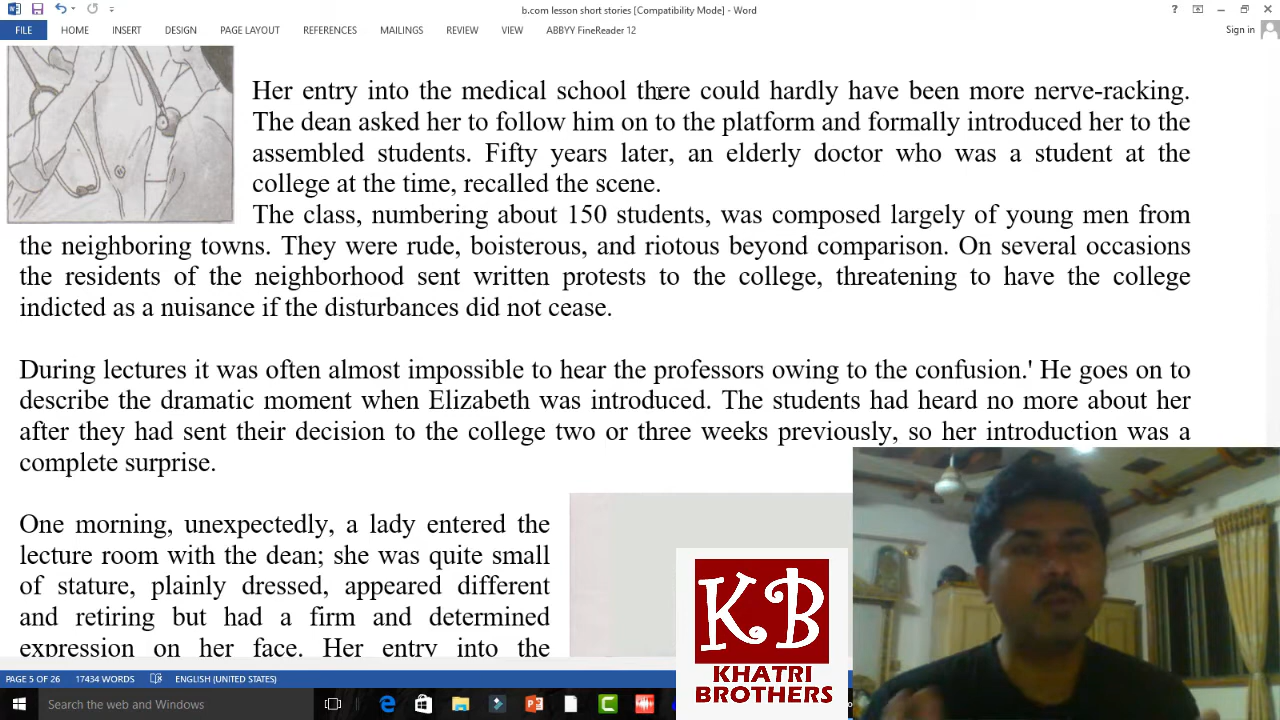 b.com lesson short stories [Compatibility Mode] - Word
FILE HOME INSERT DESIGN PAGE LAYOUT REFERENCES MAILINGS REVIEW VIEW ABBYY FineReader 12 Sign in
Her entry into the medical school there could hardly have been more nerve-racking.
The dean asked her to follow him on to the platform and formally introduced her to the
assembled students. Fifty years later, an elderly doctor who was a student at the
college at the time, recalled the scene.
The class, numbering about 150 students, was composed largely of young men from
the neighboring towns. They were rude, boisterous, and riotous beyond comparison. On several occasions
the residents of the neighborhood sent written protests to the college, threatening to have the college
indicted as a nuisance if the disturbances did not cease.
During lectures it was often almost impossible to hear the professors owing to the confusion.' He goes on to
describe the dramatic moment when Elizabeth was introduced. The students had heard no more about her
after they had sent their decision to the college two or three weeks previously, so her introduction was a
complete surprise.
One morning, unexpectedly, a lady entered the
lecture room with the dean; she was quite small
of stature, plainly dressed, appeared different
and retiring but had a firm and determined
expression on her face. Her entry into the
KB
KHATRI
BROTHERS
PAGE 5 OF 26 17434 WORDS ENGLISH (UNITED STATES)
Search the web and Windows